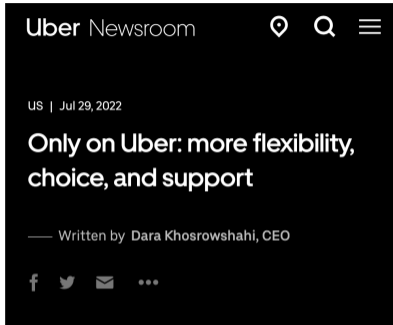 Uber Newsroom
US | Jul 29, 2022
Only on Uber: more flexibility,
choice, and support
Written by Dara Khosrowshahi, CEO